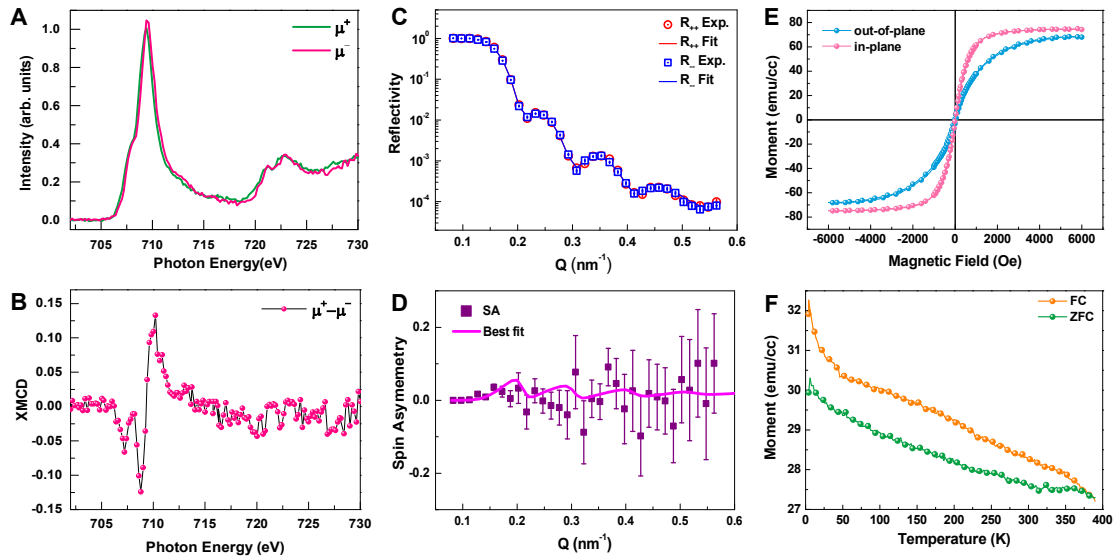 A
μ⁺
μ⁻
Intensity (arb. units)
1.0
0.8
0.6
0.4
0.2
0.0
705 710 715 720 725 730
Photon Energy(eV)
B
μ⁺−μ⁻
XMCD
0.15
0.10
0.05
0.00
-0.05
-0.10
-0.15
705 710 715 720 725 730
Photon Energy (eV)
C
R₊₊ Exp.
R₊₊ Fit
R₋ Exp.
R₋ Fit
Reflectivity
10⁰
10⁻¹
10⁻²
10⁻³
10⁻⁴
0.1 0.2 0.3 0.4 0.5 0.6
Q (nm⁻¹)
D
SA
Best fit
Spin Asymemetry
0.2
0.0
-0.2
0.1 0.2 0.3 0.4 0.5 0.6
Q (nm⁻¹)
E
out-of-plane
in-plane
Moment (emu/cc)
80
60
40
20
0
-20
-40
-60
-80
-6000 -4000 -2000 0 2000 4000 6000
Magnetic Field (Oe)
F
FC
ZFC
Moment (emu/cc)
32
31
30
29
28
27
0 50 100 150 200 250 300 350 400
Temperature (K)